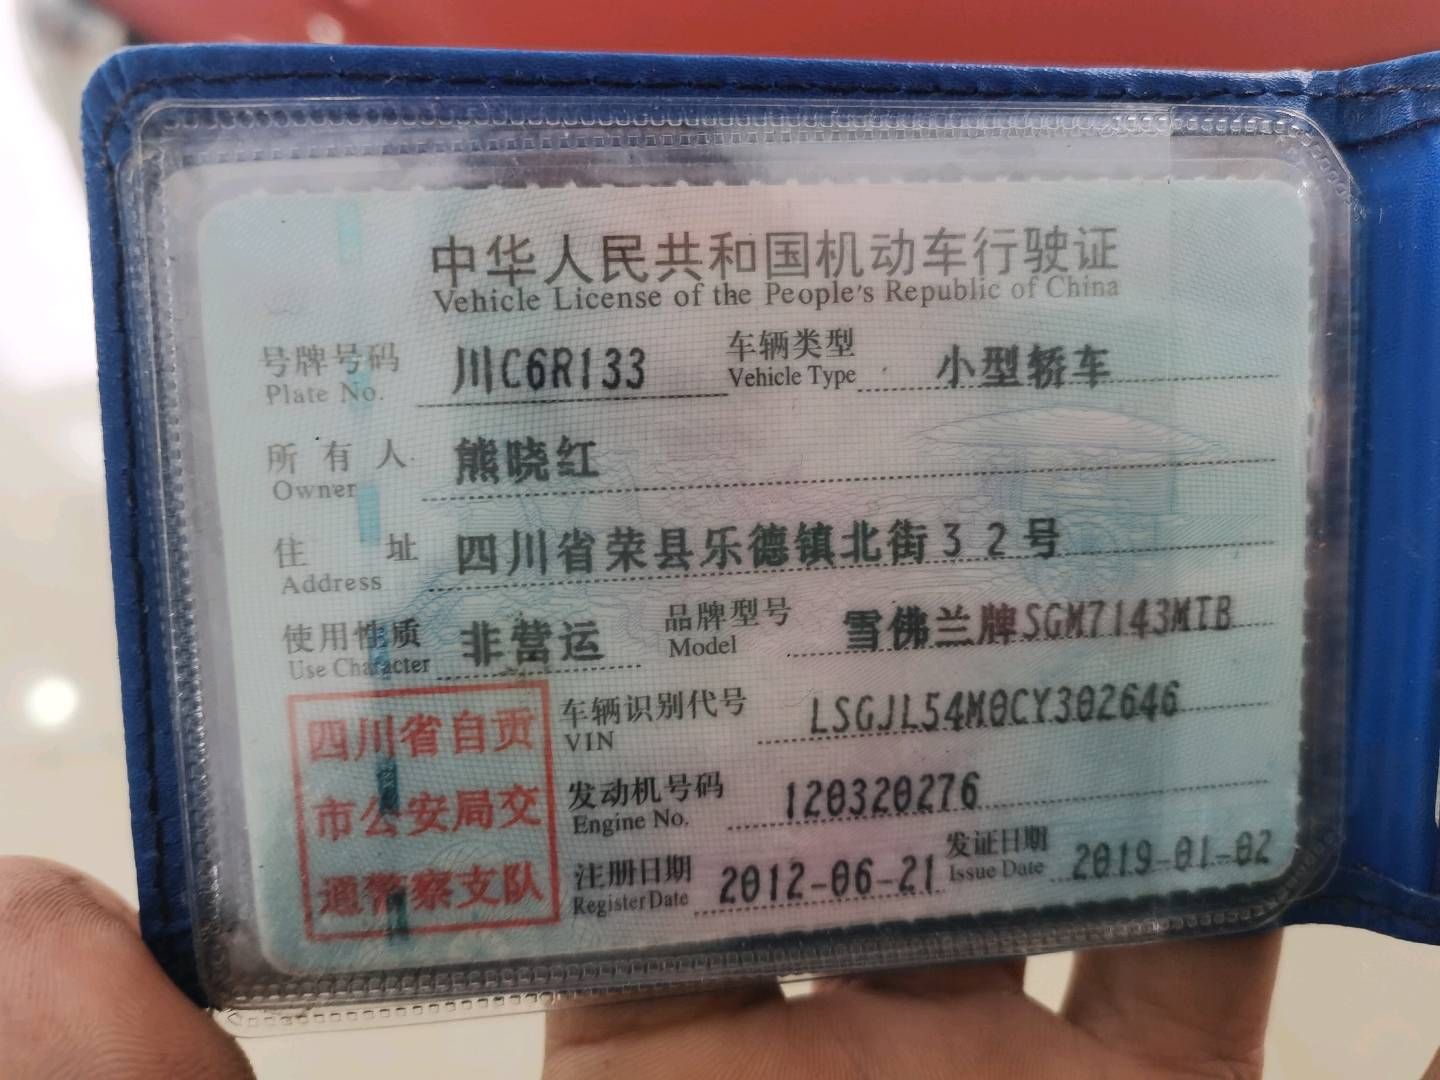 中华人民共和国机动车行驶证
Vehicle License of the People's Republic of China
号牌号码 川C6R133 车辆类型 小型轿车
Plate No. Vehicle Type
所有人 熊晓红
Owner
住址 四川省荣县乐德镇北街32号
Address
使用性质 非营运 品牌型号 雪佛兰牌SGM7143MTB
Use Character Model
四川省自贡
市公安局交
通警察支队
车辆识别代号 LSGJL54M0CY302646
VIN
发动机号码 120320276
Engine No.
注册日期 2012-06-21 发证日期 2019-01-02
Register Date Issue Date